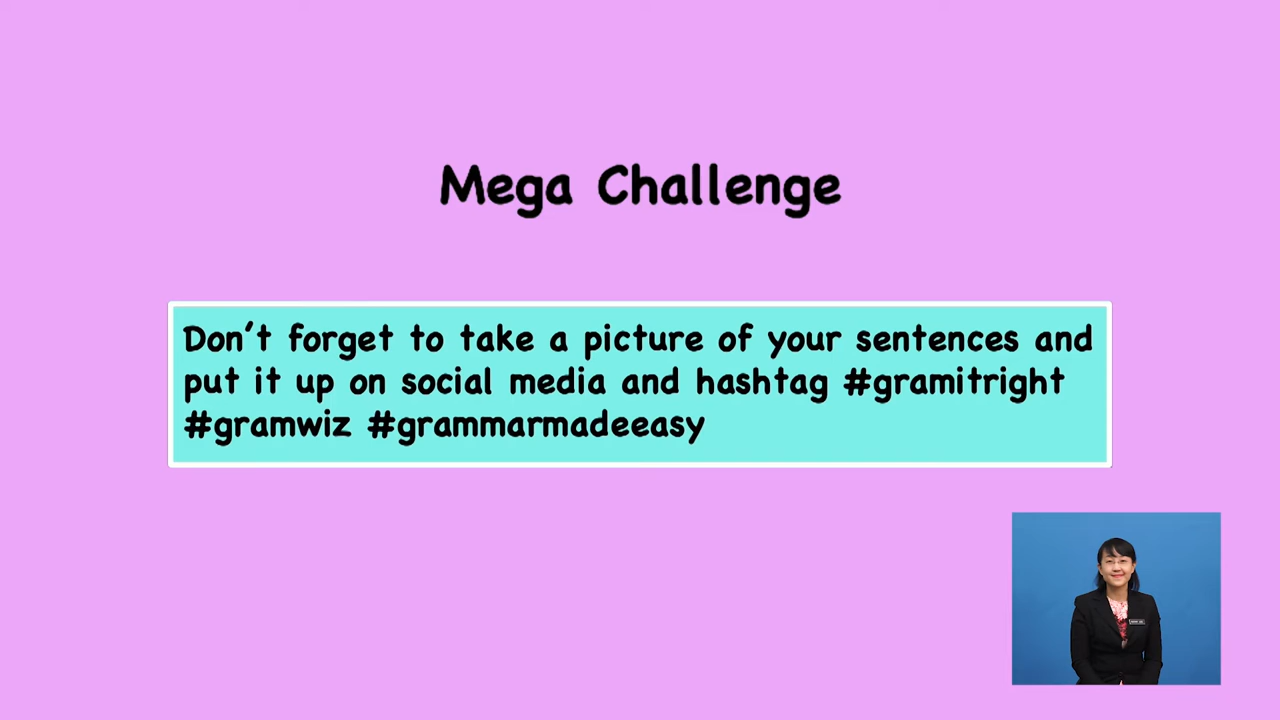 Mega Challenge
Don't forget to take a picture of your sentences and
put it up on social media and hashtag #gramitright
#gramwiz #grammarmadeeasy